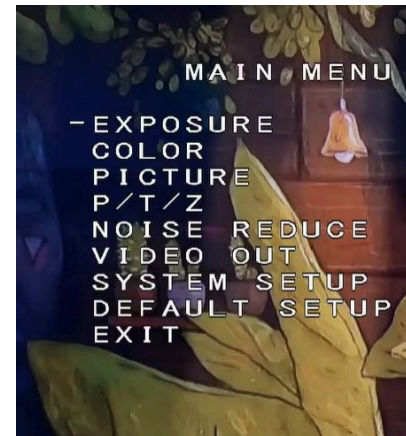 MAIN MENU
-EXPOSURE
COLOR
PICTURE
P/T/Z
NOISE REDUCE
VIDEO OUT
SYSTEM SETUP
DEFAULT SETUP
EXIT